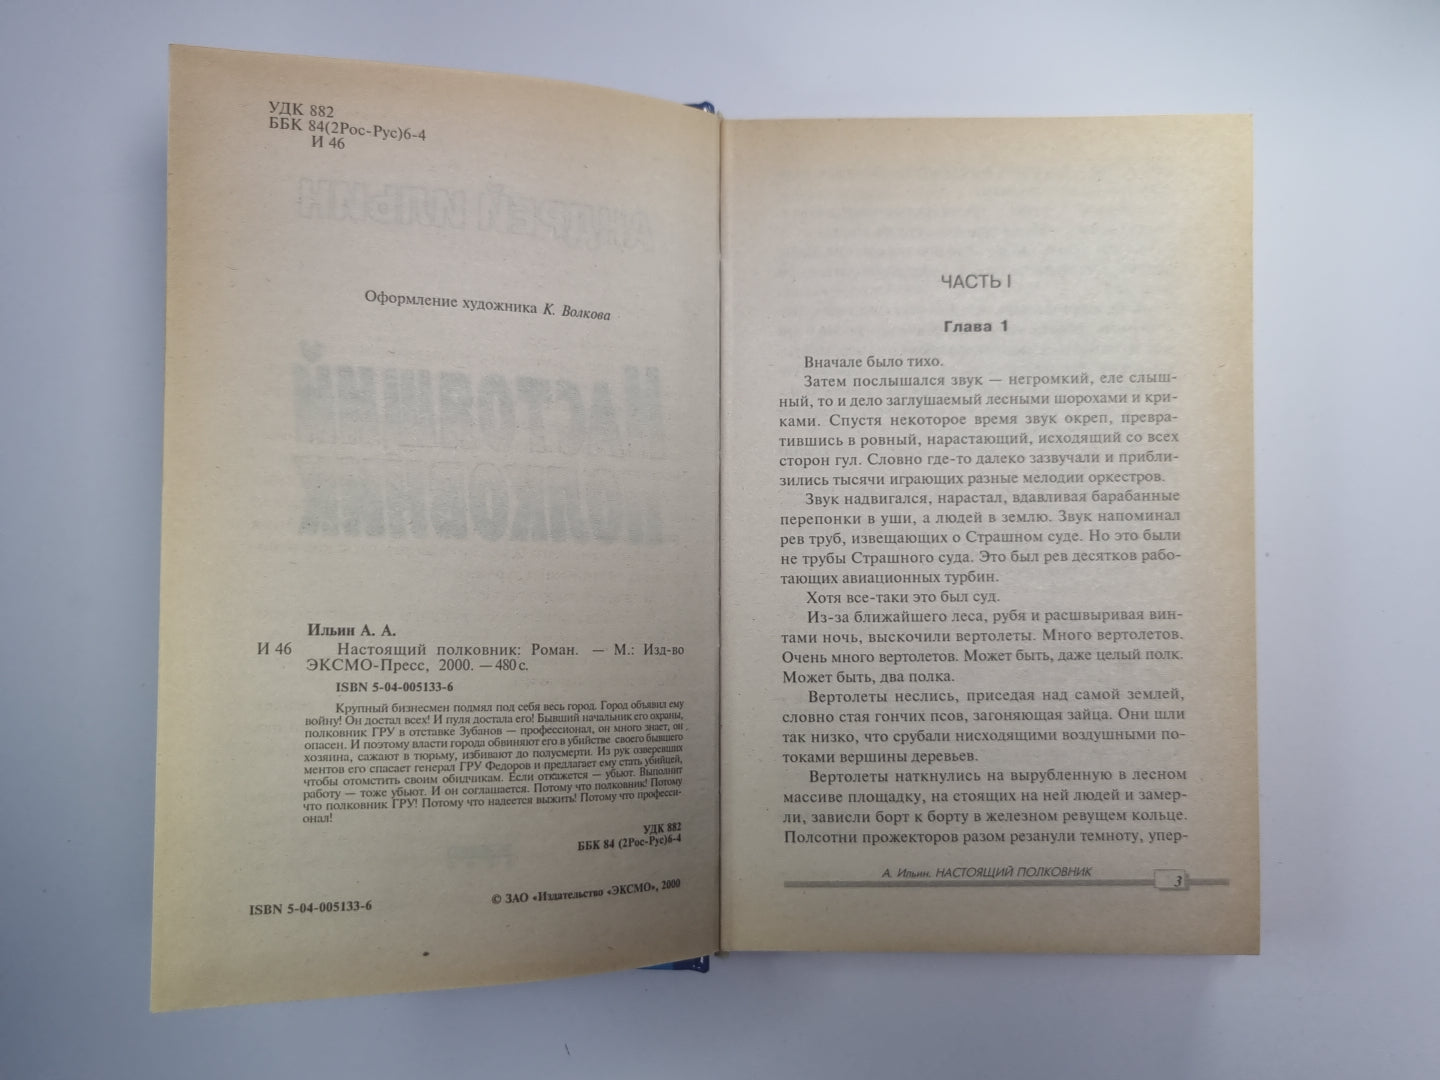 УДК 882
ББК 84(2Рос-Рус)6-4
И 46
Оформление художника К. Волкова
Ильин А. А.
И 46 Настоящий полковник: Роман. — М.: Изд-во
ЭКСМО-Пресс, 2000. — 480 с.
ISBN 5-04-005133-6
Крупный бизнесмен подмял под себя весь город. Город объявил ему
войну! Он достал всех! И пуля достала его! Бывший начальник его охраны,
полковник ГРУ в отставке Зубанов — профессионал, он много знает, он
опасен. И поэтому власти города обвиняют его в убийстве своего бывшего
хозяина, сажают в тюрьму, избивают до полусмерти. Из рук озверевших
ментов его спасает генерал ГРУ Федоров и предлагает ему стать убийцей,
чтобы отомстить своим обидчикам. Если откажется — убьют. Выполнит
работу — тоже убьют. И он соглашается. Потому что полковник! Потому
что полковник ГРУ! Потому что надеется выжить! Потому что професси-
онал!
УДК 882
ББК 84 (2Рос-Рус)6-4
ISBN 5-04-005133-6
© ЗАО «Издательство «ЭКСМО», 2000
ЧАСТЬ I
Глава 1
Вначале было тихо.
Затем послышался звук — негромкий, еле слыш-
ный, то и дело заглушаемый лесными шорохами и кри-
ками. Спустя некоторое время звук окреп, превра-
тившись в ровный, нарастающий, исходящий со всех
сторон гул. Словно где-то далеко зазвучали и прибли-
зились тысячи играющих разные мелодии оркестров.
Звук надвигался, нарастал, вдавливая барабанные
перепонки в уши, а людей в землю. Звук напоминал
рев труб, извещающих о Страшном суде. Но это были
не трубы Страшного суда. Это был рев десятков рабо-
тающих авиационных турбин.
Хотя все-таки это был суд.
Из-за ближайшего леса, рубя и расшвыривая вин-
тами ночь, выскочили вертолеты. Много вертолетов.
Очень много вертолетов. Может быть, даже целый полк.
Может быть, два полка.
Вертолеты неслись, приседая над самой землей,
словно стая гончих псов, загоняющая зайца. Они шли
так низко, что срубали нисходящими воздушными по-
токами вершины деревьев.
Вертолеты наткнулись на вырубленную в лесном
массиве площадку, на стоящих на ней людей и замер-
ли, зависли борт к борту в железном ревущем кольце.
Полсотни прожекторов разом резанули темноту, упер-
А. Ильин. НАСТОЯЩИЙ ПОЛКОВНИК
3